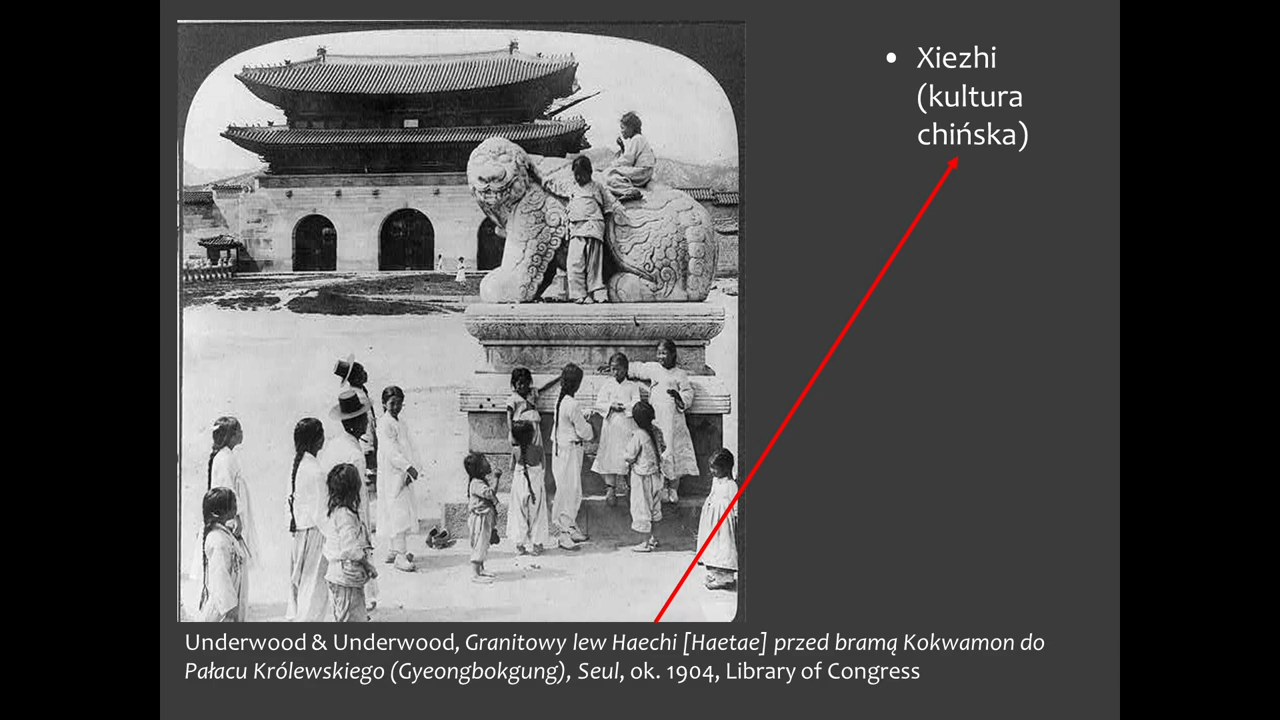 • Xiezhi
(kultura
chińska)
Underwood & Underwood, Granitowy lew Haechi [Haetae] przed bramą Kokwamon do
Pałacu Królewskiego (Gyeongbokgung), Seul, ok. 1904, Library of Congress